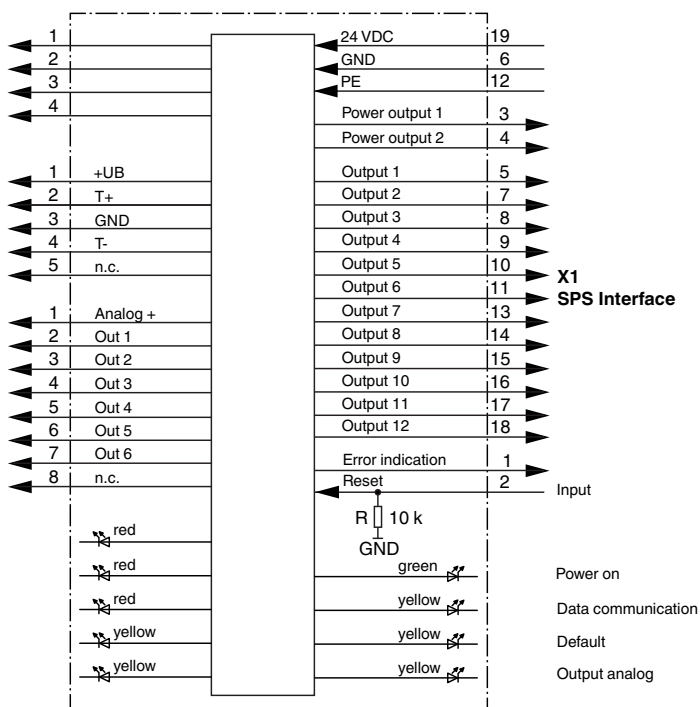 1 24 VDC 19
2 GND 6
3 PE 12
4
Power output 1 3
Power output 2 4
1 +UB Output 1 5
2 T+ Output 2 7
3 GND Output 3 8
4 T- Output 4 9
5 n.c. Output 5 10
X1
Output 6 11
SPS Interface
1 Analog + Output 7 13
2 Out 1 Output 8 14
3 Out 2 Output 9 15
4 Out 3 Output 10 16
5 Out 4 Output 11 17
6 Out 5 Output 12 18
7 Out 6 Error indication 1
8 n.c. Reset 2 Input
R 10 k
GND
red
red green Power on
red yellow Data communication
yellow yellow Default
yellow yellow Output analog